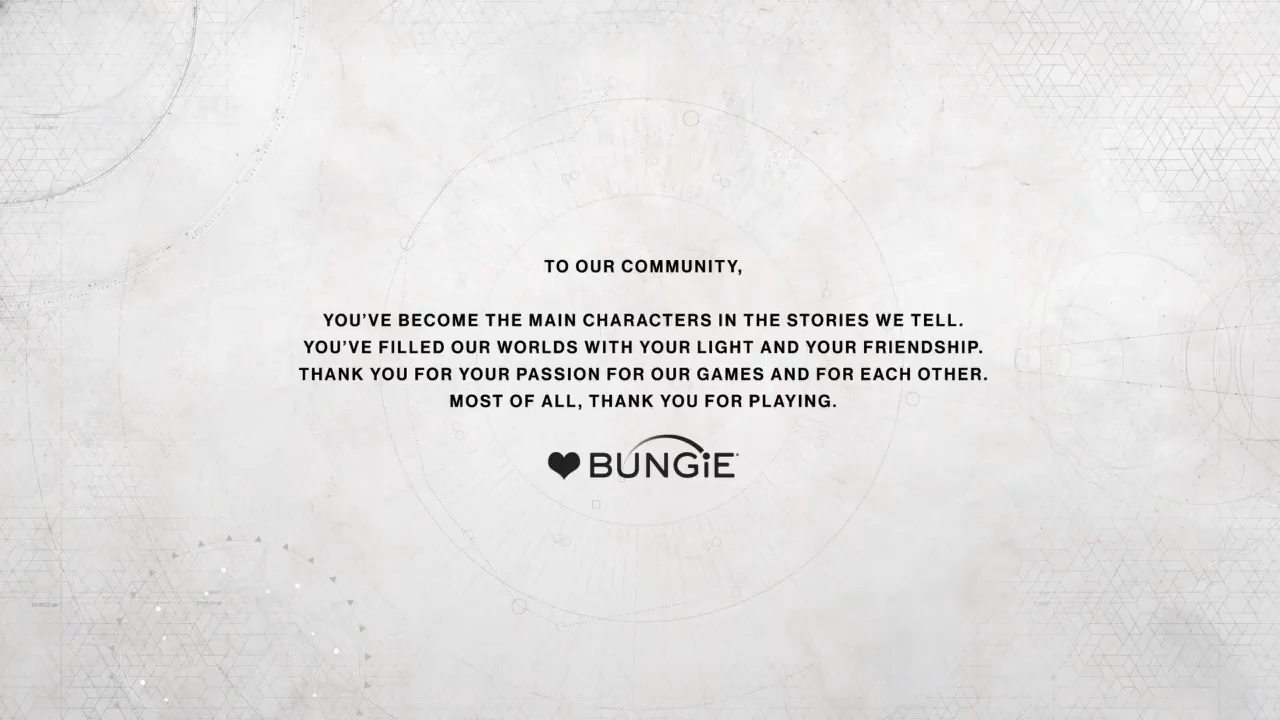 TO OUR COMMUNITY,
YOU'VE BECOME THE MAIN CHARACTERS IN THE STORIES WE TELL.
YOU'VE FILLED OUR WORLDS WITH YOUR LIGHT AND YOUR FRIENDSHIP.
THANK YOU FOR YOUR PASSION FOR OUR GAMES AND FOR EACH OTHER.
MOST OF ALL, THANK YOU FOR PLAYING.
BUNGiE